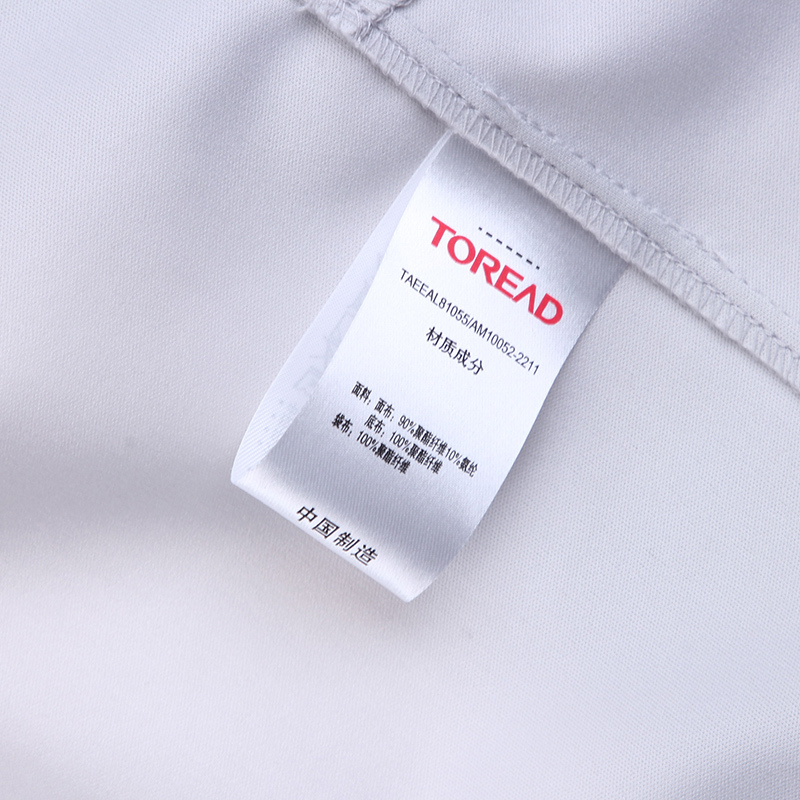 TOREAD
TAEEAL81055/AM10052-2211
材质成分
面料：面布：90%聚酯纤维10%氨纶
底布：100%聚酯纤维
袋布：100%聚酯纤维
中国制造